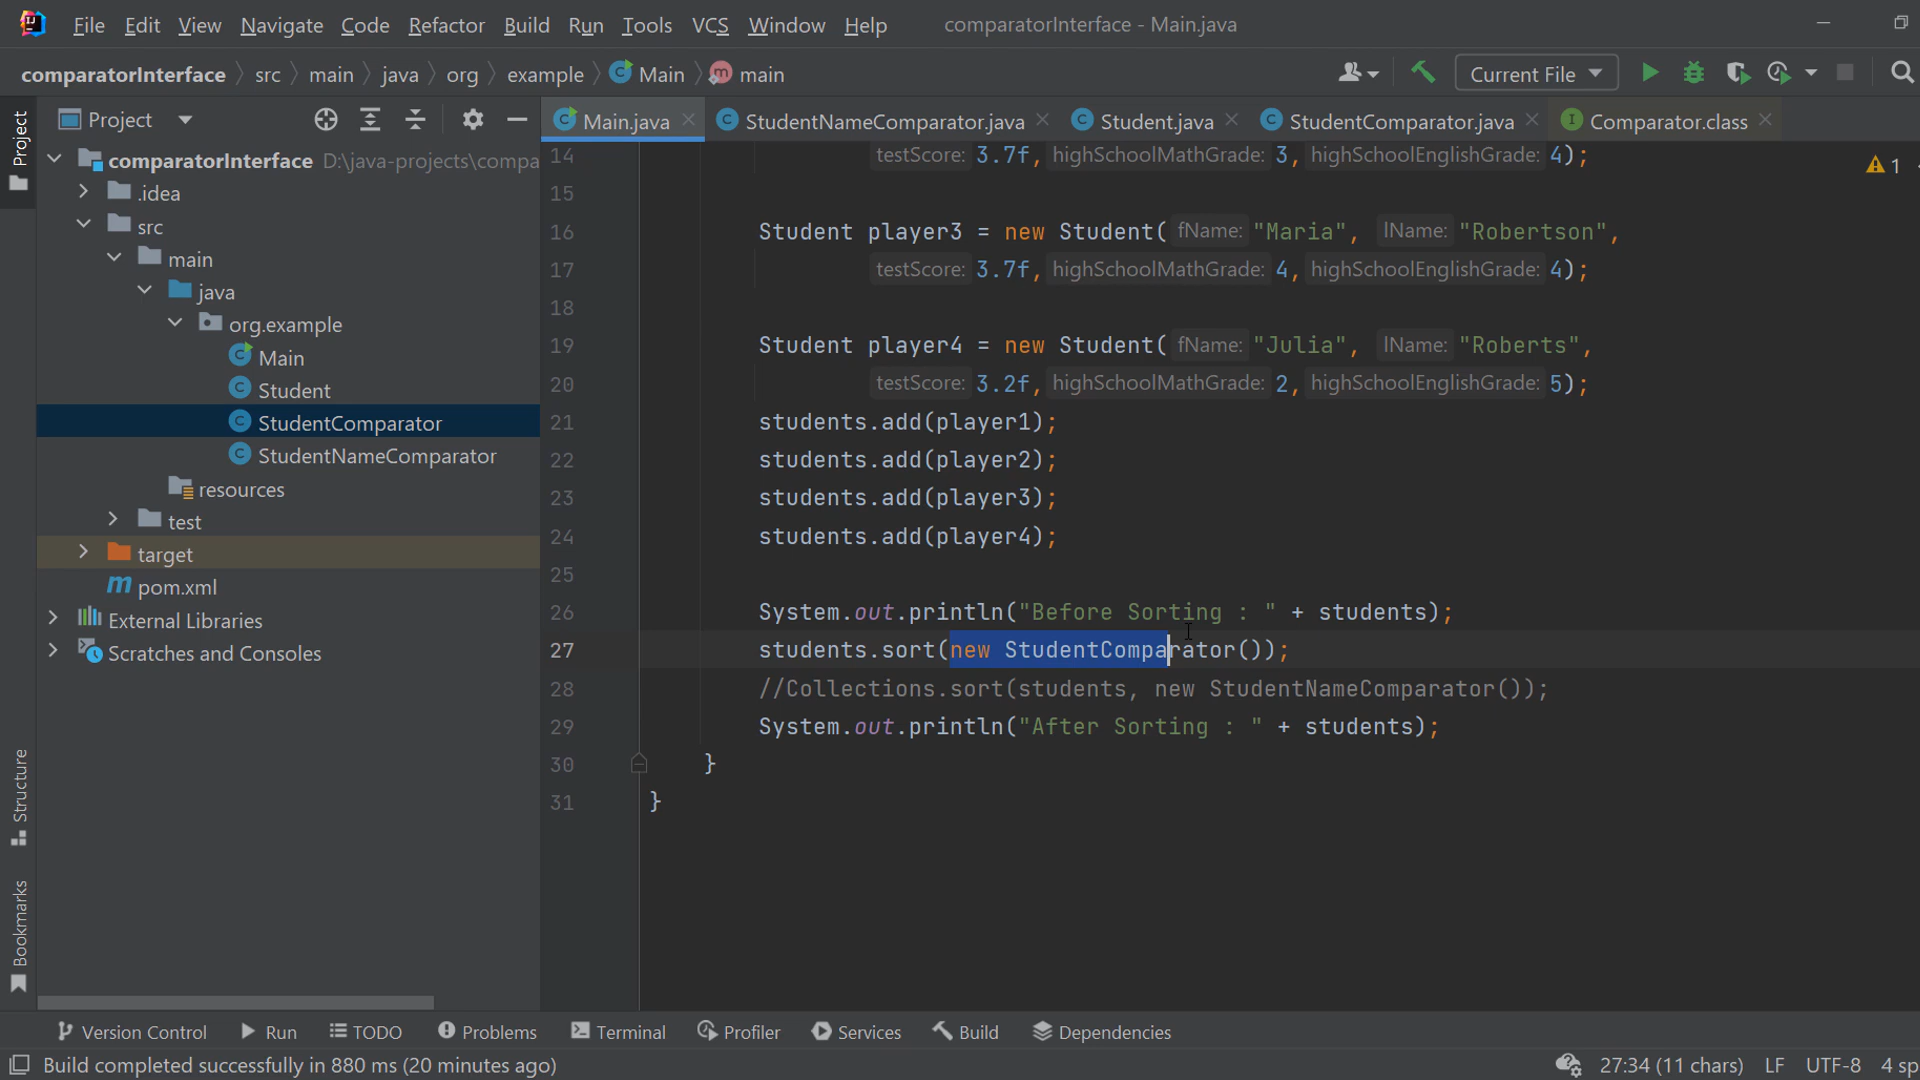 File Edit View Navigate Code Refactor Build Run Tools VCS Window Help comparatorInterface - Main.java
comparatorInterface src main java org example Main main Current File
Project
Project
comparatorInterface D:\java-projects\compa
.idea
src
main
java
org.example
Main
Student
StudentComparator
StudentNameComparator
resources
test
target
pom.xml
External Libraries
Scratches and Consoles
Structure
Bookmarks
Main.java StudentNameComparator.java Student.java StudentComparator.java Comparator.class
14 testScore: 3.7f, highSchoolMathGrade: 3, highSchoolEnglishGrade: 4); 1
15
16 Student player3 = new Student( fName: "Maria", lName: "Robertson",
17 testScore: 3.7f, highSchoolMathGrade: 4, highSchoolEnglishGrade: 4);
18
19 Student player4 = new Student( fName: "Julia", lName: "Roberts",
20 testScore: 3.2f, highSchoolMathGrade: 2, highSchoolEnglishGrade: 5);
21 students.add(player1);
22 students.add(player2);
23 students.add(player3);
24 students.add(player4);
25
26 System.out.println("Before Sorting : " + students);
27 students.sort(new StudentComparator());
28 //Collections.sort(students, new StudentNameComparator());
29 System.out.println("After Sorting : " + students);
30 }
31 }
Version Control Run TODO Problems Terminal Profiler Services Build Dependencies
Build completed successfully in 880 ms (20 minutes ago) 27:34 (11 chars) LF UTF-8 4 sp